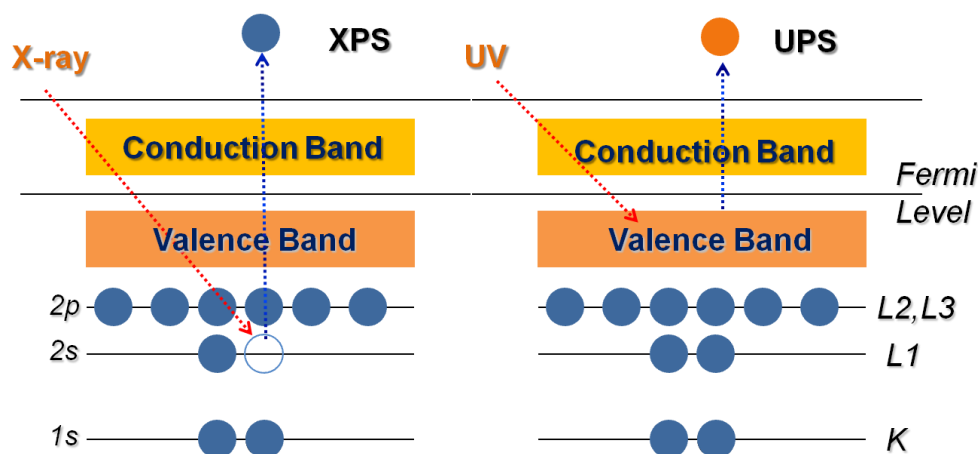 XPS
UPS
X-ray
UV
Conduction Band
Conduction Band
Fermi
Level
Valence Band
Valence Band
2p
L2,L3
2s
L1
1s
K